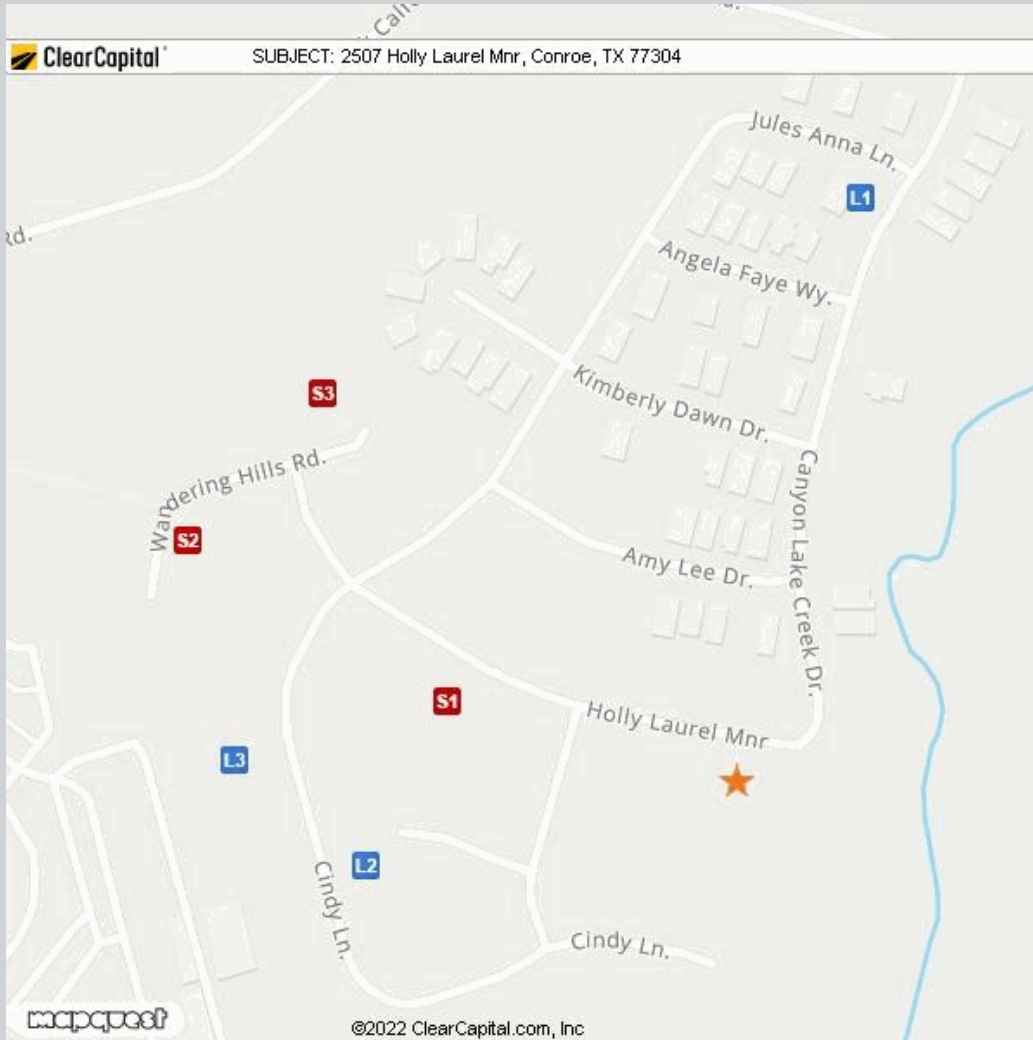 Cali
d.
ClearCapital
SUBJECT: 2507 Holly Laurel Mnr, Conroe, TX 77304
Jules Anna Ln.
L1
Rd.
Angela Faye Wy.
Kimberly Dawn Dr.
S3
Wandering Hills Rd.
S2
Canyon Lake Creek Dr.
Amy Lee Dr.
S1
Holly Laurel Mnr
L3
L2
Cindy Ln.
Cindy Ln.
mapquest
©2022 ClearCapital.com, Inc